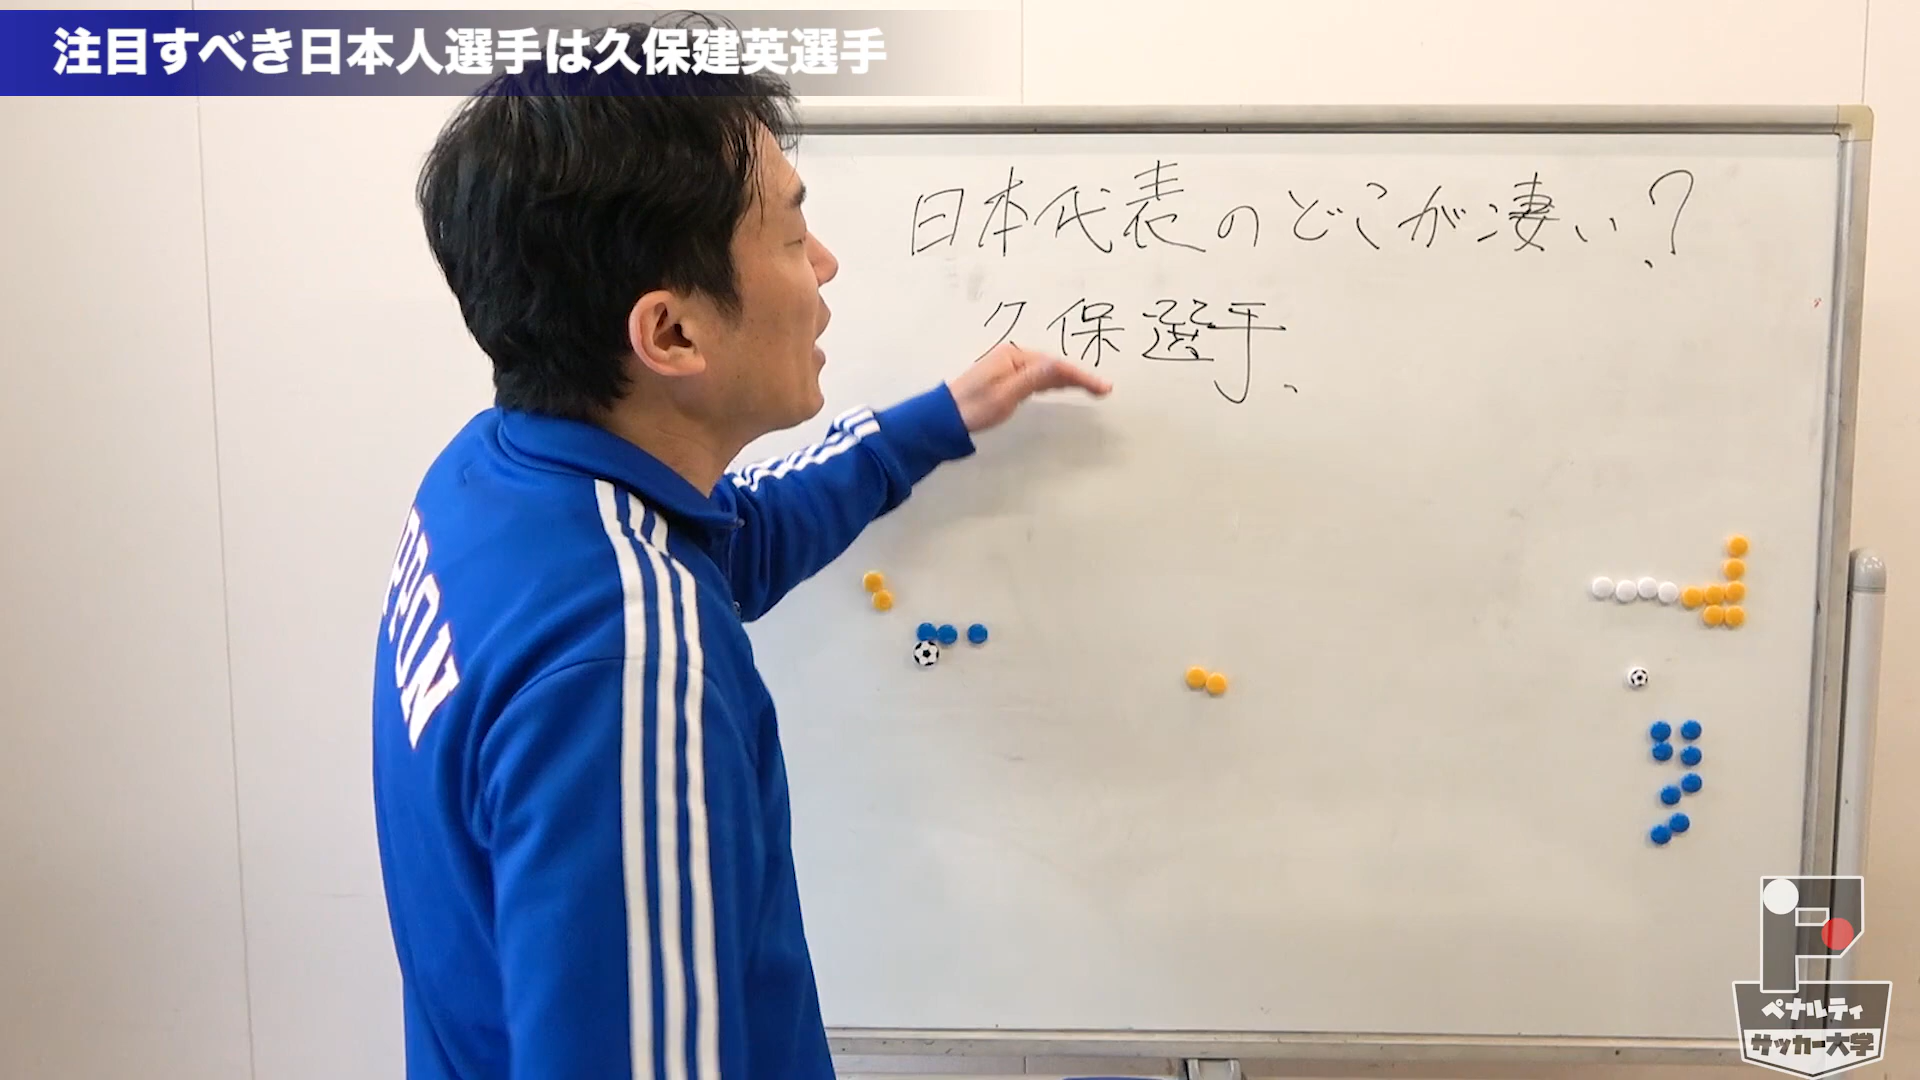 注目すべき日本人選手は久保建英選手
日本代表のどこが凄い?
久保選手、
PPON
ペナルティ
サッカー大学